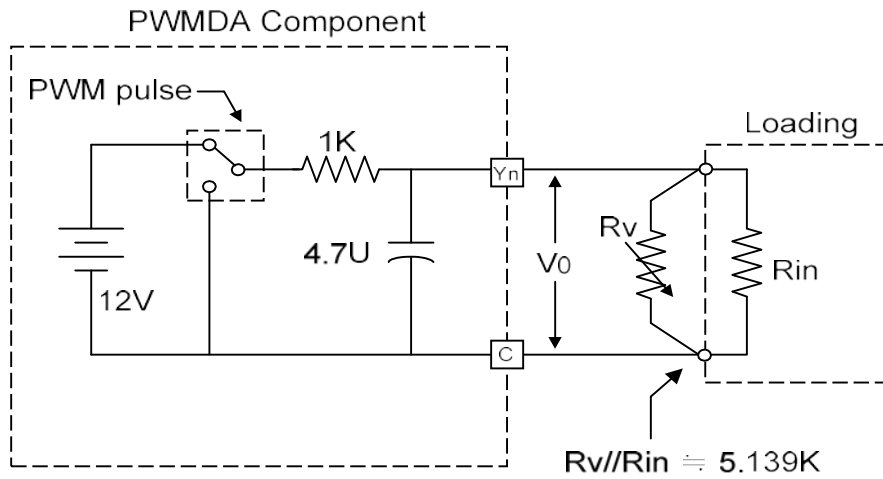 PWMDA Component
PWM pulse
1K
Loading
Yn
Rv
4.7U
V0
Rin
12V
C
Rv//Rin ≒ 5.139K